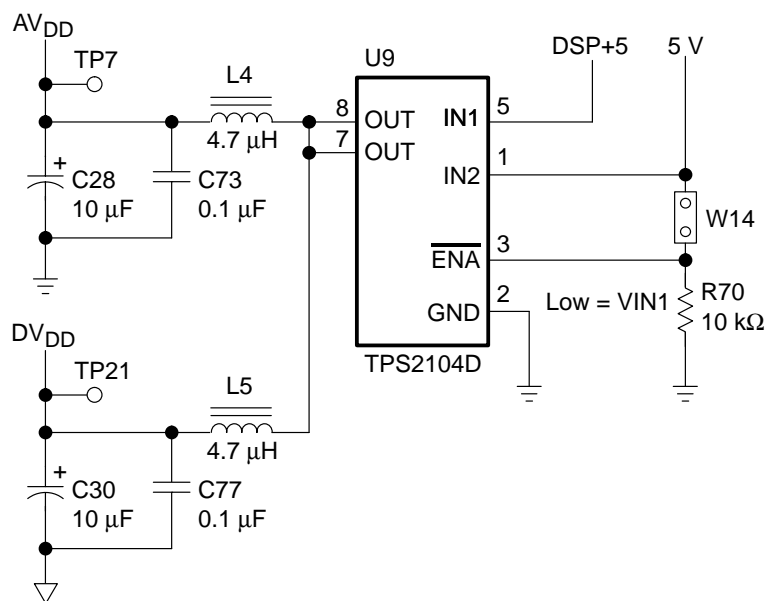 AVDD
TP7
L4
4.7 μH
C28
10 μF
C73
0.1 μF
U9
8
OUT
7
OUT
IN1
5
IN2
1
ENA
3
GND
2
TPS2104D
DSP+5
5 V
W14
Low = VIN1
R70
10 kΩ
DVDD
TP21
L5
4.7 μH
C30
10 μF
C77
0.1 μF